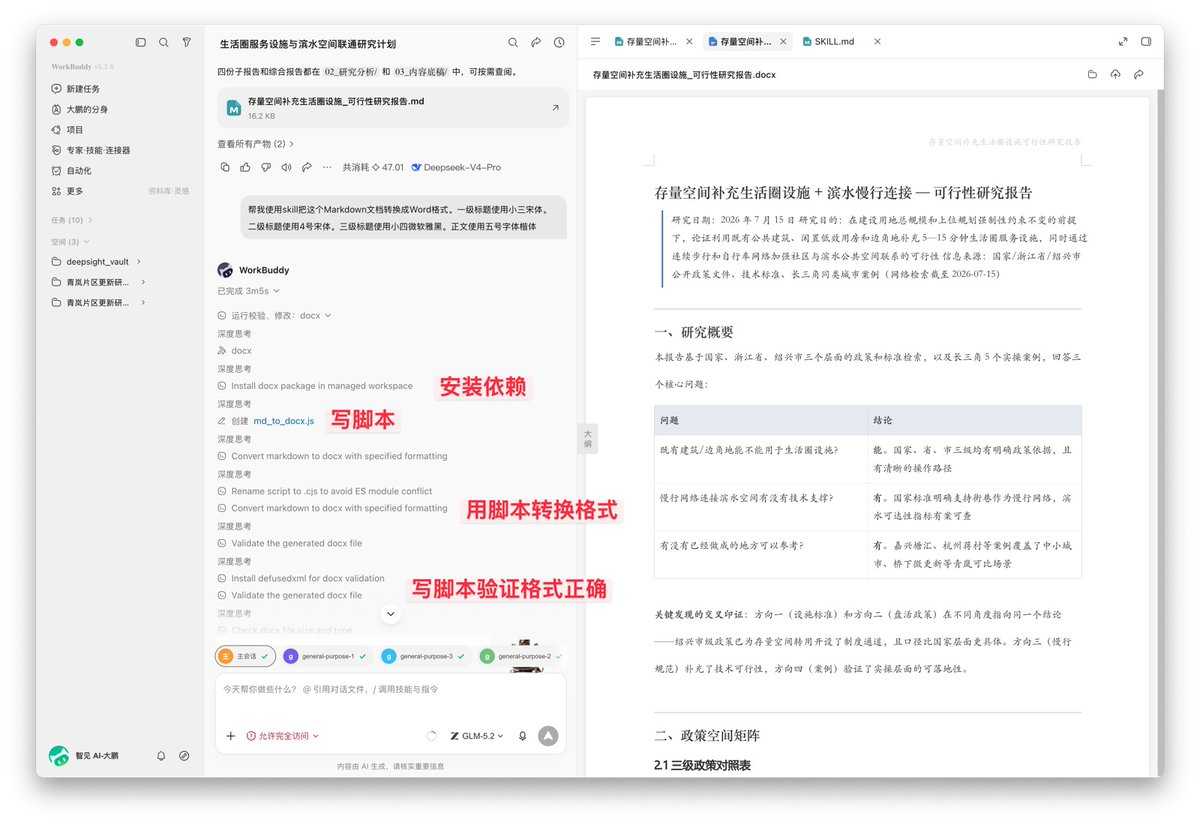 WorkBuddy v5.2.6
新建任务
大鹏的分身
项目
专家·技能·连接器
自动化
更多
资料库·灵感
任务 (10)
空间 (3)
deepsight_vault
青岚片区更新研...
青岚片区更新研...
智见 AI-大鹏
生活圈服务设施与滨水空间联通研究计划
四份子报告和综合报告都在 02_研究分析/ 和 03_内容底稿/ 中，可按需查阅。
存量空间补充生活圈设施_可行性研究报告.md
16.2 KB
查看所有产物 (2)
共消耗 47.01 Deepseek-V4-Pro
帮我使用skill把这个Markdown文档转换成Word格式。一级标题使用小三宋体。
二级标题使用4号宋体。三级标题使用小四微软雅黑。正文使用五号字体楷体
WorkBuddy
已完成 3m5s
运行校验、修改：docx
深度思考
docx
深度思考
Install docx package in managed workspace
安装依赖
深度思考
创建 md_to_docx.js
写脚本
深度思考
Convert markdown to docx with specified formatting
深度思考
Rename script to .cjs to avoid ES module conflict
Convert markdown to docx with specified formatting
用脚本转换格式
深度思考
Validate the generated docx file
深度思考
Install defusedxml for docx validation
写脚本验证格式正确
Validate the generated docx file
深度思考
Check docx file size and type
主 主会话
g general-purpose-1
g general-purpose-3
g general-purpose-2
今天帮你做些什么？ @ 引用对话文件，/ 调用技能与指令
允许完全访问
GLM-5.2
内容由 AI 生成，请核实重要信息
存量空间补...
存量空间补...
SKILL.md
存量空间补充生活圈设施_可行性研究报告.docx
大纲
存量空间补充生活圈设施可行性研究报告
存量空间补充生活圈设施 + 滨水慢行连接 — 可行性研究报告
研究日期：2026 年 7 月 15 日 研究目的：在建设用地总规模和上位规划强制性约束不变的前提
下，论证利用既有公共建筑、闲置低效用房和边角地补充 5—15 分钟生活圈服务设施，同时通过
连续步行和自行车网络加强社区与滨水公共空间联系的可行性 信息来源：国家/浙江省/绍兴市
公开政策文件、技术标准、长三角同类城市案例（网络检索截至 2026-07-15）
一、研究概要
本报告基于国家、浙江省、绍兴市三个层面的政策和标准检索，以及长三角 5 个实操案例，回答三
个核心问题：
问题
结论
既有建筑/边角地能不能用于生活圈设施?
能。国家、省、市三级均有明确政策依据，且
有清晰的操作路径
慢行网络连接滨水空间有没有技术支撑?
有。国家标准明确支持街巷作为慢行网络，滨
水可达性指标有案可查
有没有已经做成的地方可以参考?
有。嘉兴塘汇、杭州蒋村等案例覆盖了中小城
市、桥下微更新等青岚可比场景
关键发现的交叉印证：方向一（设施标准）和方向二（盘活政策）在不同角度指向同一个结论
——绍兴市级政策已为存量空间转用开设了制度通道，且口径比国家层面更具体。方向三（慢行
规范）补充了技术可行性，方向四（案例）验证了实操层面的可落地性。
二、政策空间矩阵
2.1 三级政策对照表